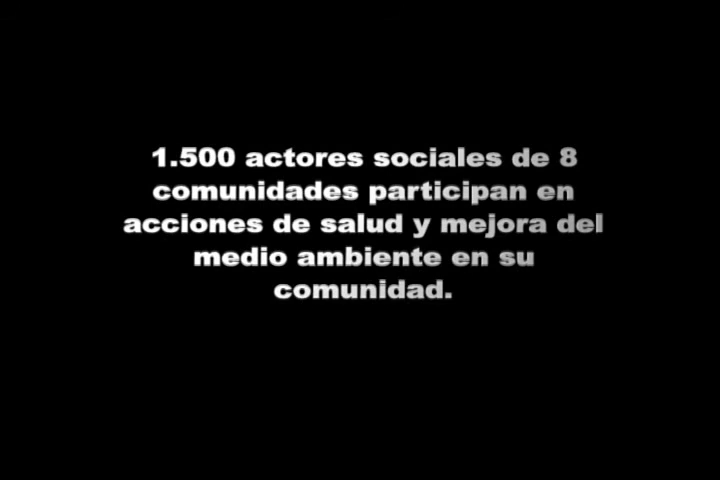 1.500 actores sociales de 8
comunidades participan en
acciones de salud y mejora del
medio ambiente en su
comunidad.